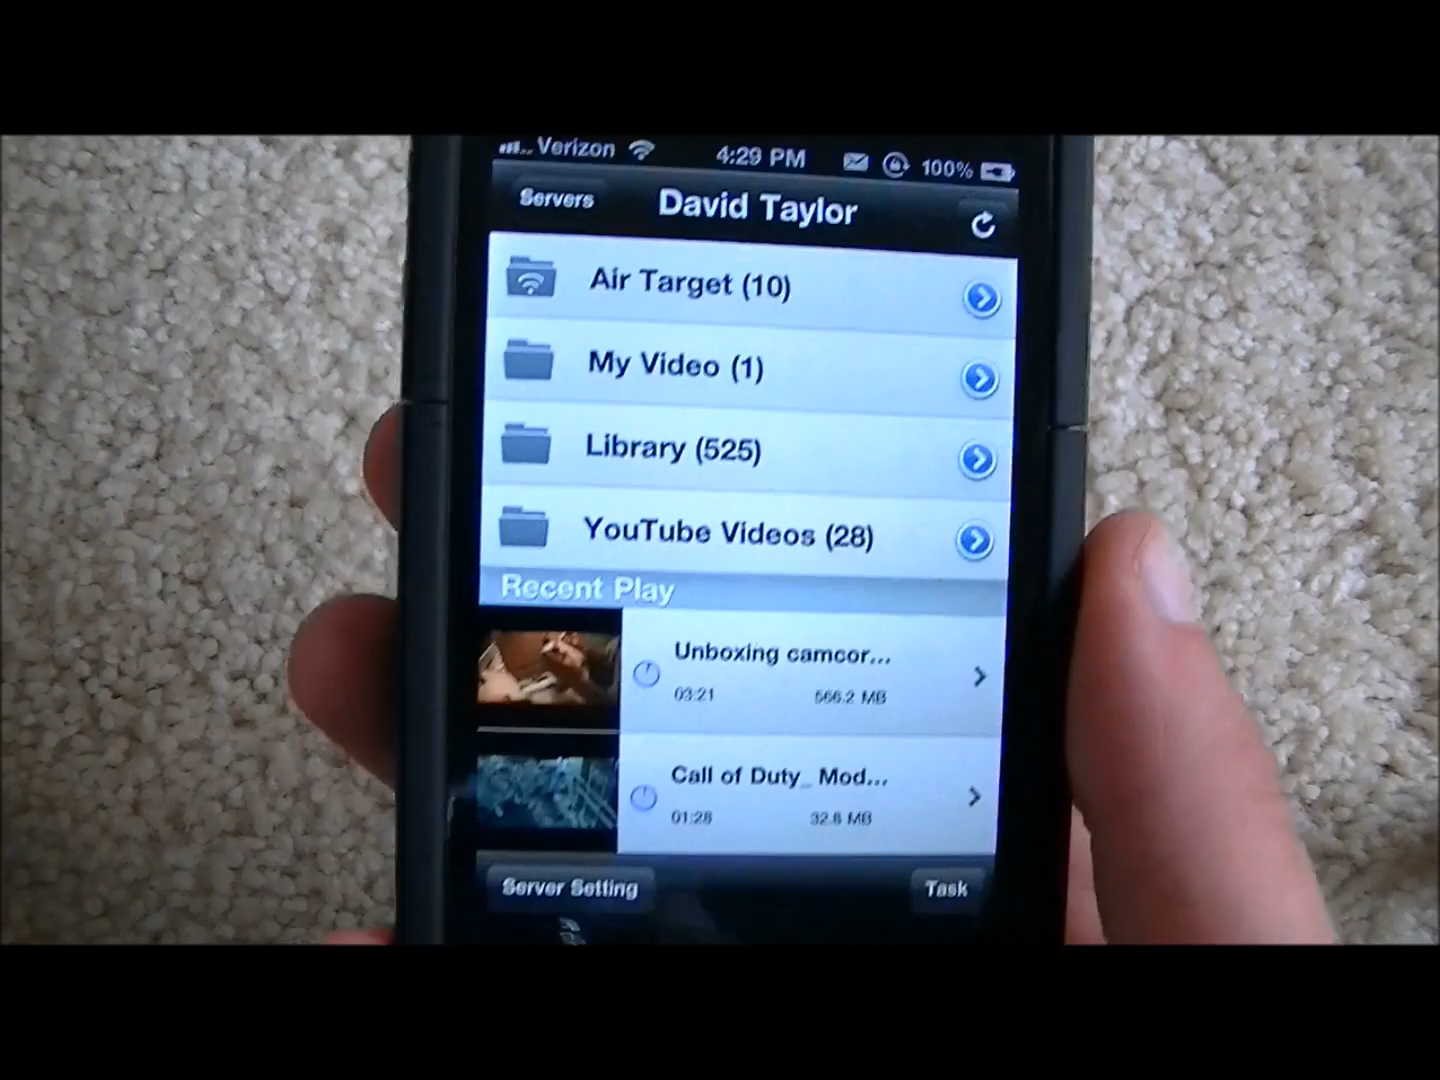 Verizon 4:29 PM 100%
Servers David Taylor
Air Target (10)
My Video (1)
Library (525)
YouTube Videos (28)
Recent Play
Unboxing camcor...
03:21 566.2 MB
Call of Duty_ Mod...
01:28 32.6 MB
Server Setting Task